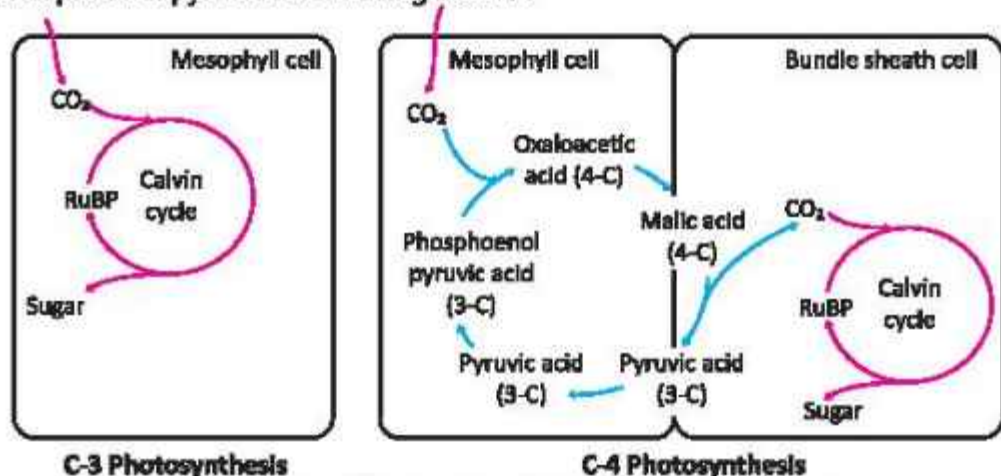 Mesophyll cell
CO₂
RuBP
Calvin
cycle
Sugar
C-3 Photosynthesis
Mesophyll cell
CO₂
Oxaloacetic
acid (4-C)
Phosphoenol
pyruvic acid
(3-C)
Pyruvic acid
(3-C)
Malic acid
(4-C)
Pyruvic acid
(3-C)
Bundle sheath cell
CO₂
RuBP
Calvin
cycle
Sugar
C-4 Photosynthesis